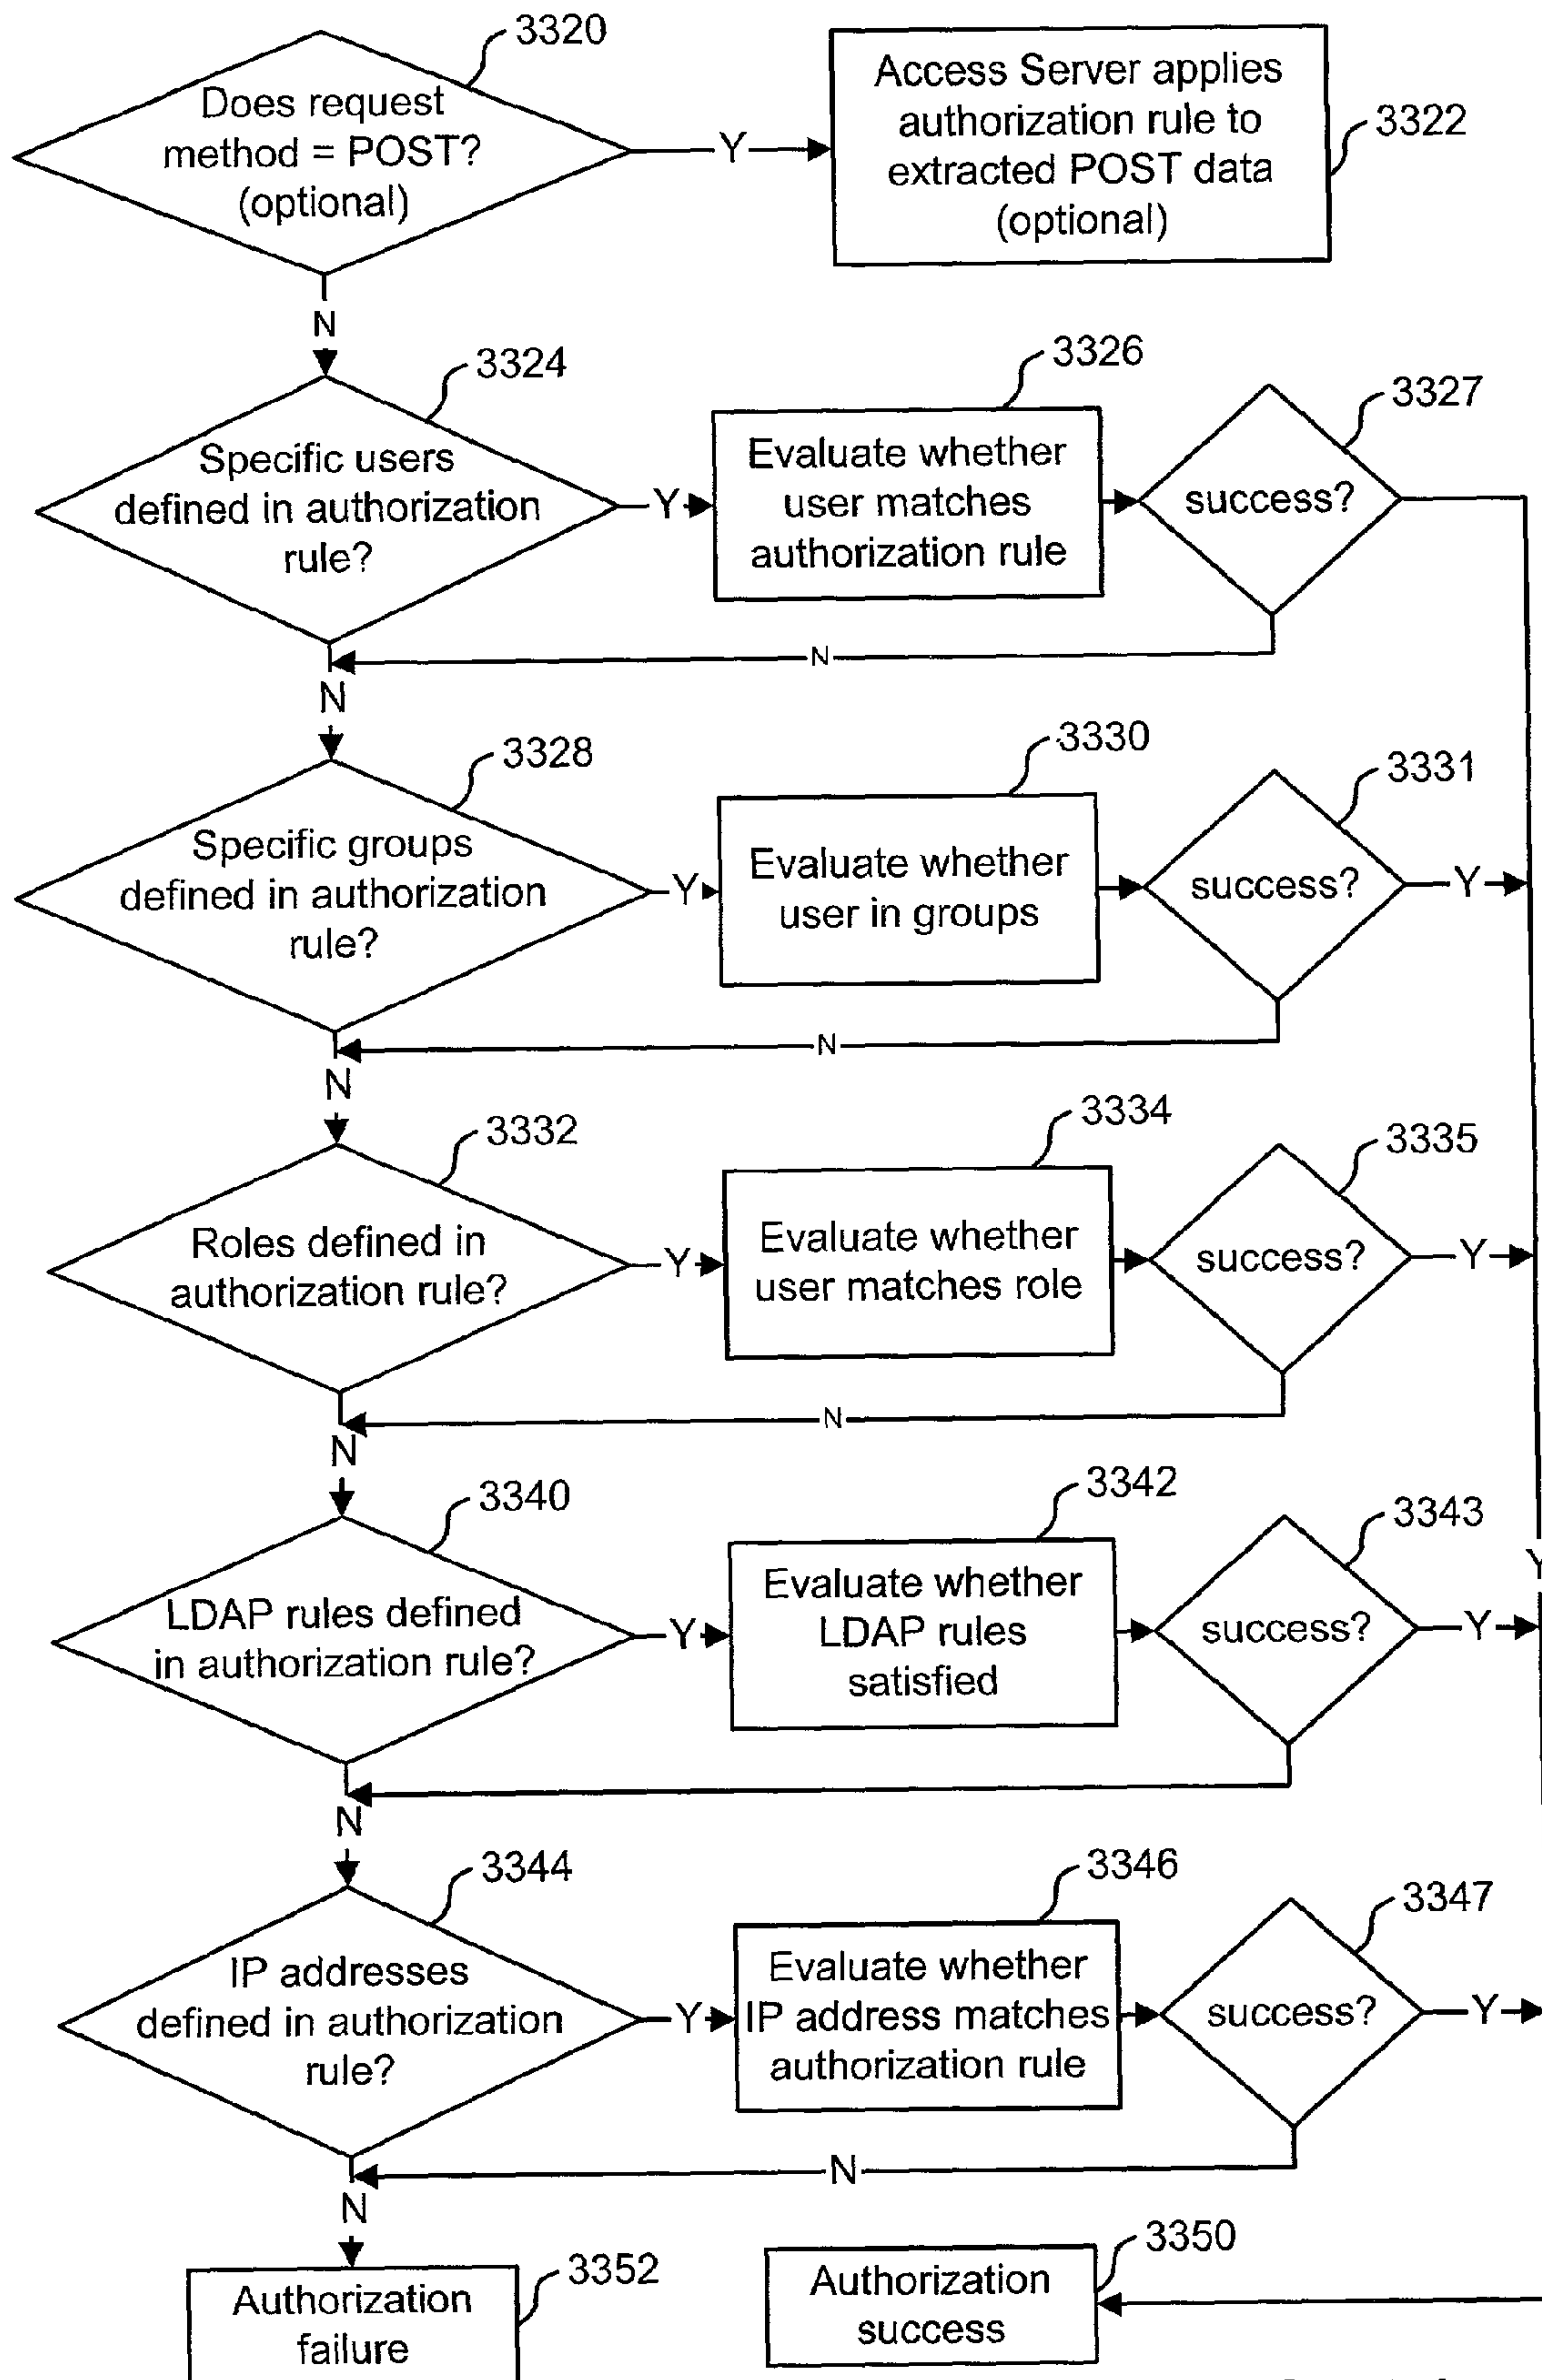 3320
Does request
method = POST?
(optional)
Y
Access Server applies
authorization rule to
extracted POST data
(optional)
3322
N
3324
Specific users
defined in authorization
rule?
Y
3326
Evaluate whether
user matches
authorization rule
3327
success?
N
N
3328
Specific groups
defined in authorization
rule?
Y
3330
Evaluate whether
user in groups
3331
success?
Y
N
N
3332
Roles defined in
authorization rule?
Y
3334
Evaluate whether
user matches role
3335
success?
Y
N
N
3340
LDAP rules defined
in authorization rule?
Y
3342
Evaluate whether
LDAP rules
satisfied
3343
success?
Y
Y
N
3344
IP addresses
defined in authorization
rule?
Y
3346
Evaluate whether
IP address matches
authorization rule
3347
success?
Y
N
N
3352
Authorization
failure
3350
Authorization
success